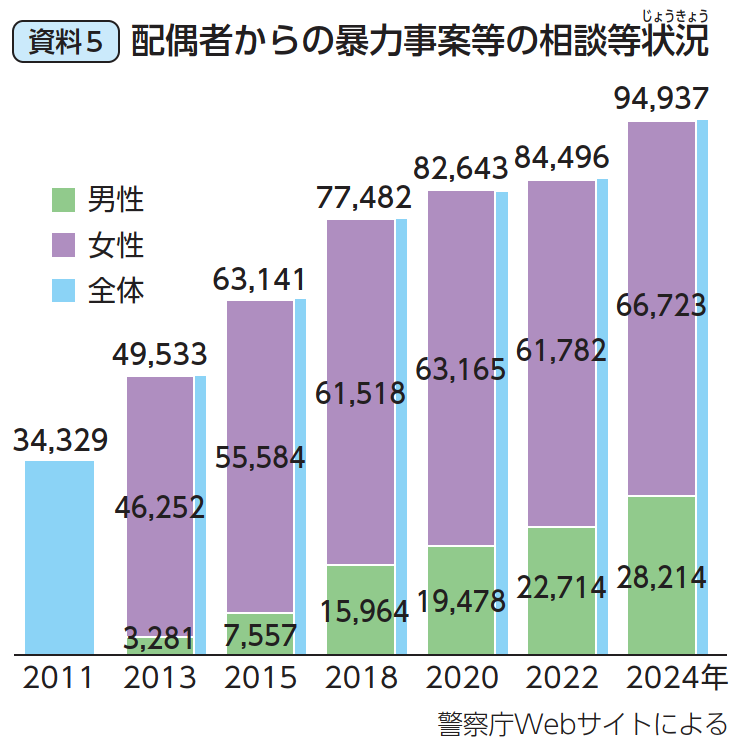 じょうきょう
資料5 配偶者からの暴力事案等の相談等状況
男性
女性
全体
34,329
49,533
46,252
3,281
63,141
55,584
7,557
77,482
61,518
15,964
82,643
63,165
19,478
84,496
61,782
22,714
94,937
66,723
28,214
2011 2013 2015 2018 2020 2022 2024年
警察庁Webサイトによる